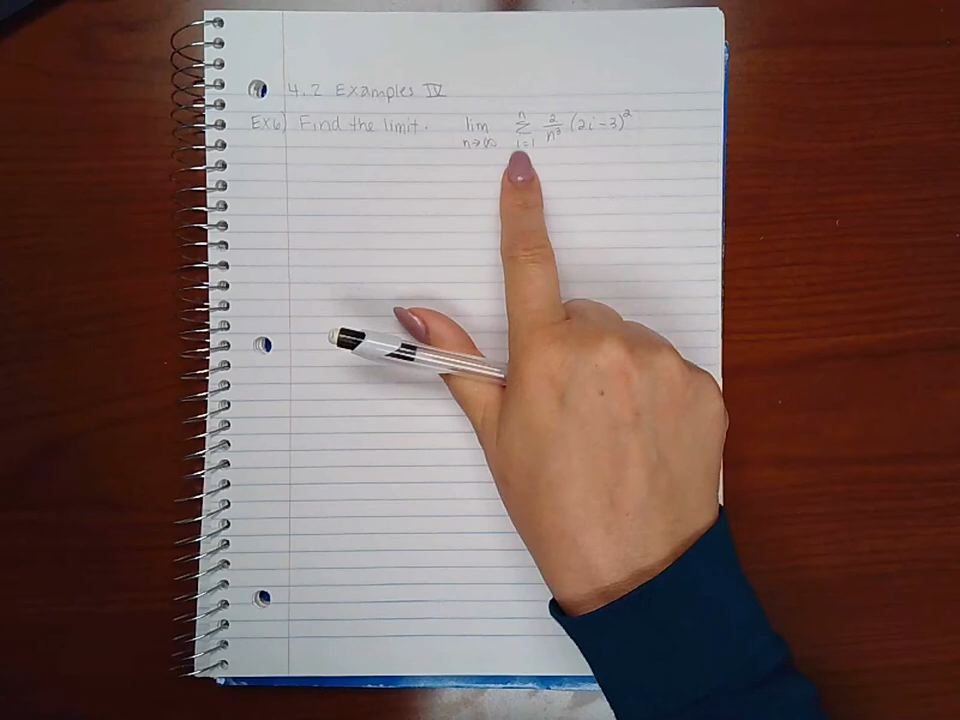 4.2 Examples IV
Ex6) Find the limit. lim n→∞ n Σ i=1 2/n³ (2i-3)²